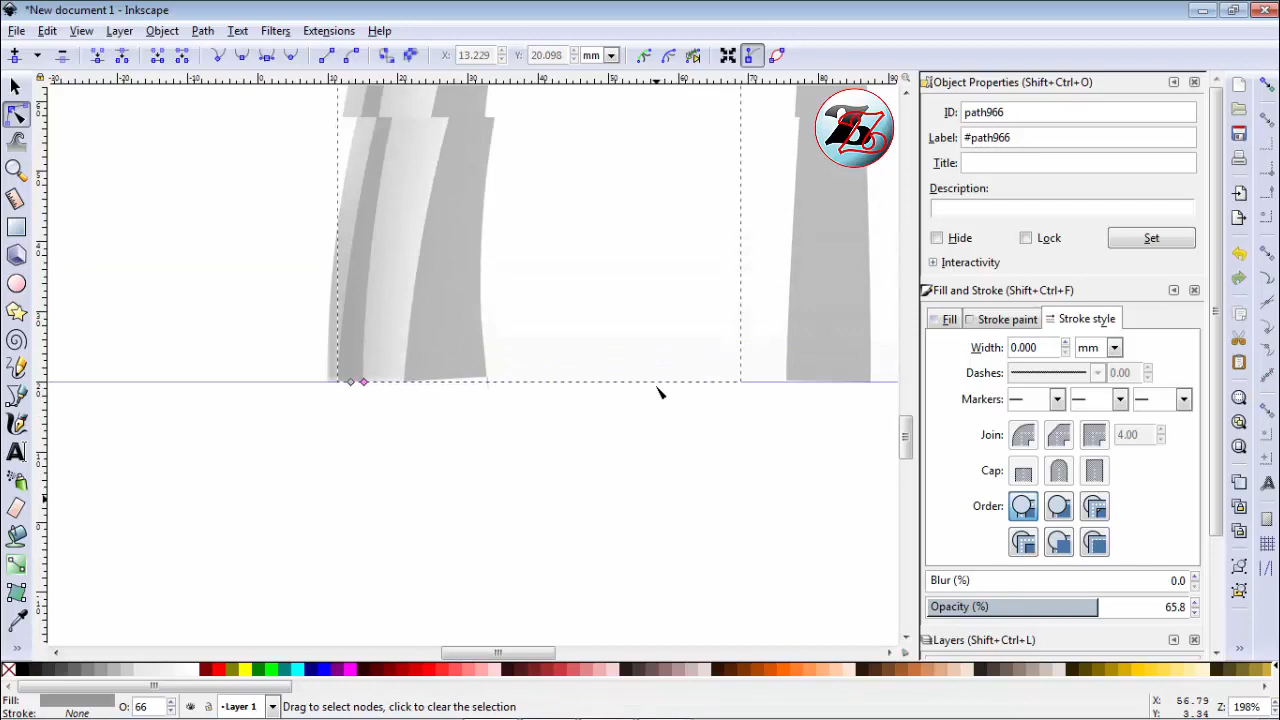 *New document 1 - Inkscape
File Edit View Layer Object Path Text Filters Extensions Help
X: 13.229 Y: 20.098 mm
Object Properties (Shift+Ctrl+O)
ID: path966
Label: #path966
Title:
Description:
Hide Lock Set
Interactivity
Fill and Stroke (Shift+Ctrl+F)
Fill Stroke paint Stroke style
Width: 0.000 mm
Dashes: 0.00
Markers:
Join: 4.00
Cap:
Order:
Blur (%) 0.0
Opacity (%) 65.8
Layers (Shift+Ctrl+L)
Fill: O: 66 Layer 1 Drag to select nodes, click to clear the selection X: 56.79 Z: 198%
Stroke: None Y: 3.34